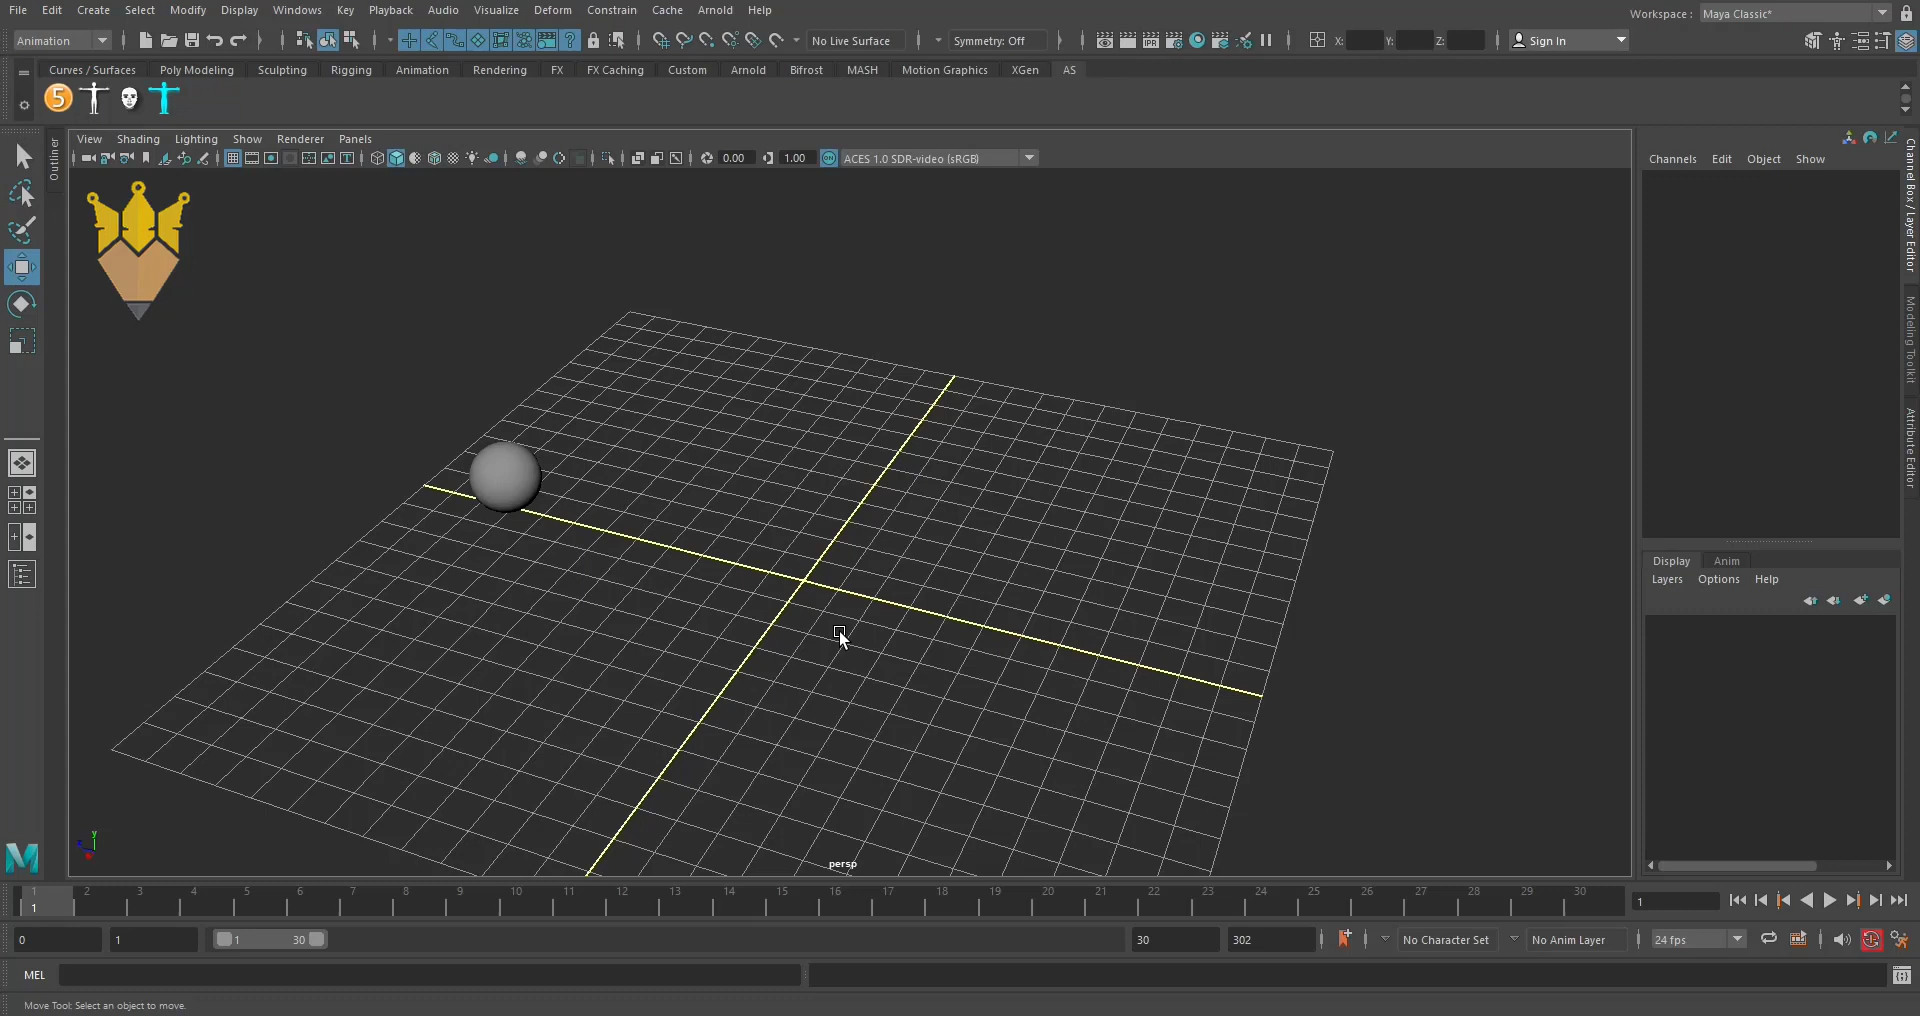 File Edit Create Select Modify Display Windows Key Playback Audio Visualize Deform Constrain Cache Arnold Help
Workspace : Maya Classic*
Animation No Live Surface Symmetry: Off X: Y: Z: Sign In
Curves / Surfaces Poly Modeling Sculpting Rigging Animation Rendering FX FX Caching Custom Arnold Bifrost MASH Motion Graphics XGen AS
5
View Shading Lighting Show Renderer Panels
0.00 1.00 ON ACES 1.0 SDR-video (sRGB)
Outliner
Channels Edit Object Show
Channel Box / Layer Editor
Modeling Toolkit
Attribute Editor
Display Anim
Layers Options Help
y
z
persp
1 2 3 4 5 6 7 8 9 10 11 12 13 14 15 16 17 18 19 20 21 22 23 24 25 26 27 28 29 30
1 1
0 1 1 30 30 302 No Character Set No Anim Layer 24 fps
MEL
Move Tool: Select an object to move.